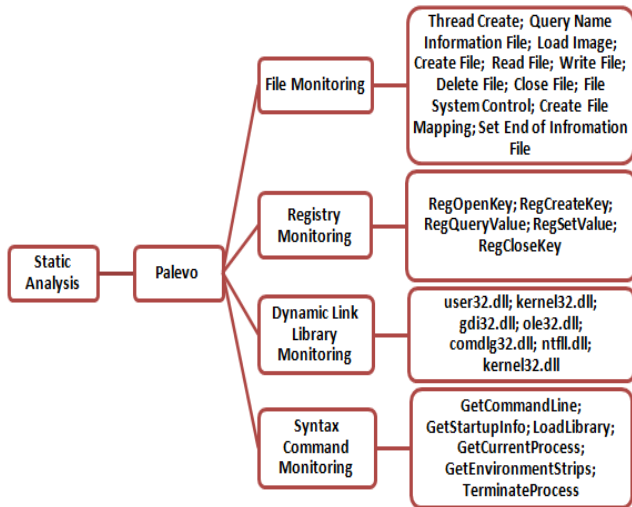 Static
Analysis
Palevo
File Monitoring
Thread Create; Query Name
Information File; Load Image;
Create File; Read File; Write File;
Delete File; Close File; File
System Control; Create File
Mapping; Set End of Infromation
File
Registry
Monitoring
RegOpenKey; RegCreateKey;
RegQueryValue; RegSetValue;
RegCloseKey
Dynamic Link
Library
Monitoring
user32.dll; kernel32.dll;
gdi32.dll; ole32.dll;
comdlg32.dll; ntfll.dll;
kernel32.dll
Syntax
Command
Monitoring
GetCommandLine;
GetStartupInfo; LoadLibrary;
GetCurrentProcess;
GetEnvironmentStrips;
TerminateProcess